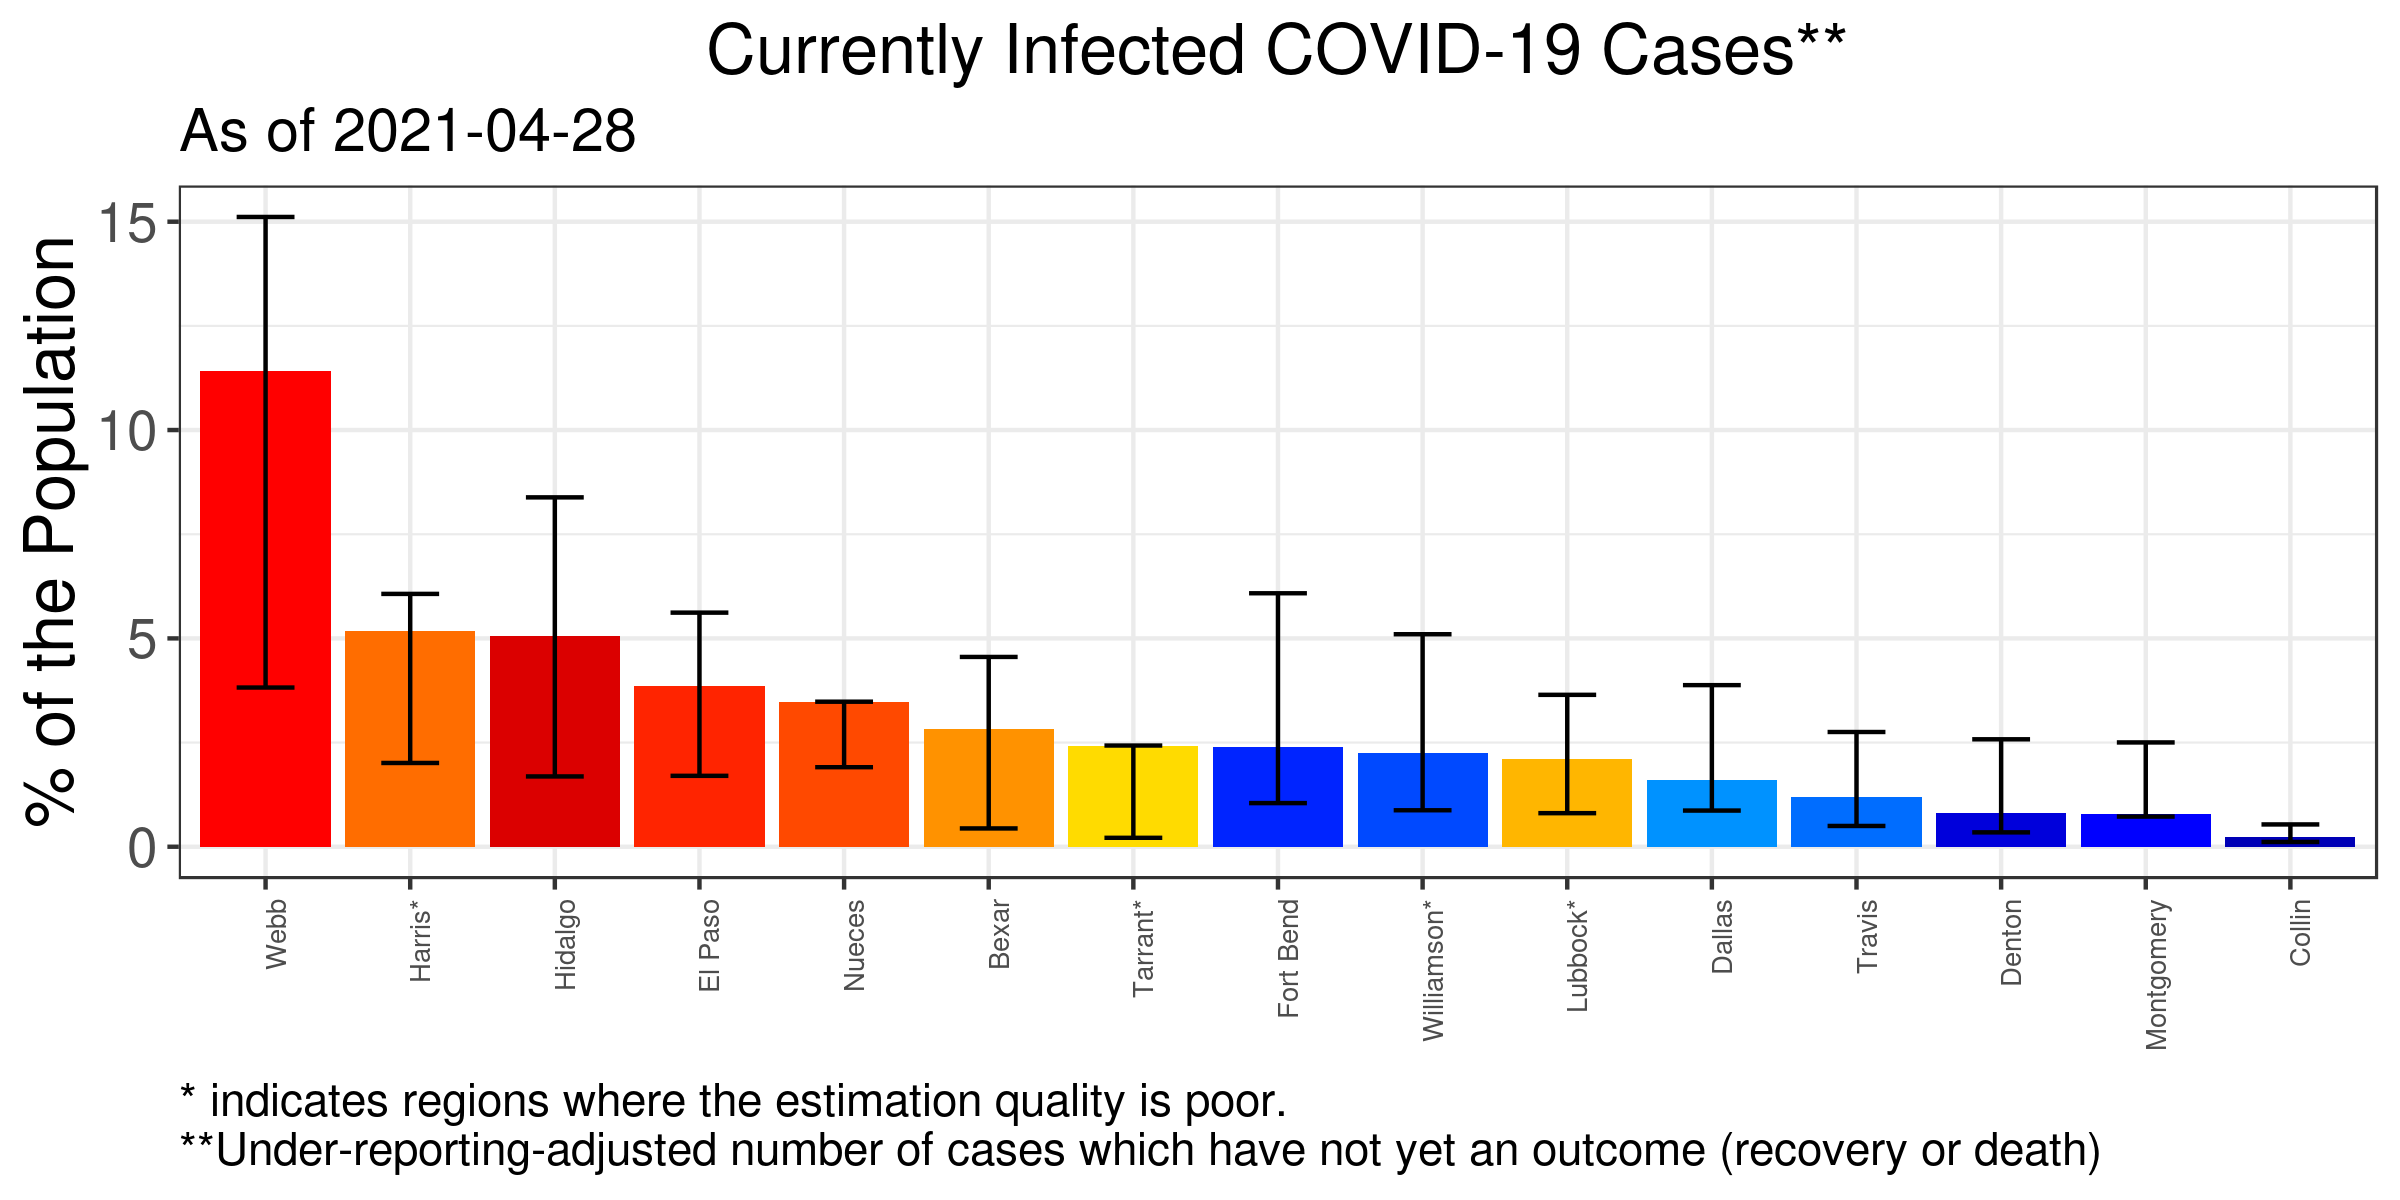 Currently Infected COVID-19 Cases**
As of 2021-04-28
% of the Population
15
10
5
0
Webb
Harris*
Hidalgo
El Paso
Nueces
Bexar
Tarrant*
Fort Bend
Williamson*
Lubbock*
Dallas
Travis
Denton
Montgomery
Collin
* indicates regions where the estimation quality is poor.
**Under-reporting-adjusted number of cases which have not yet an outcome (recovery or death)